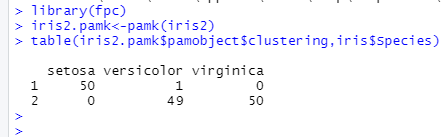 > library(fpc)
> iris2.pamk<-pamk(iris2)
> table(iris2.pamk$pamobject$clustering,iris$Species)
setosa versicolor virginica
1 50 1 0
2 0 49 50
>
>